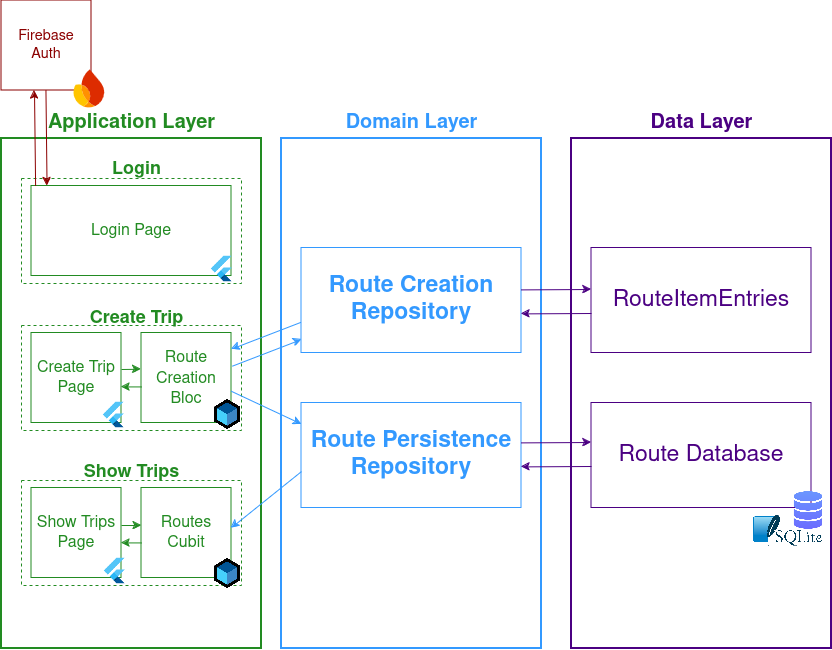 Firebase
Auth
Application Layer
Login
Login Page
Create Trip
Create Trip
Page
Route
Creation
Bloc
Show Trips
Show Trips
Page
Routes
Cubit
Domain Layer
Route Creation
Repository
Route Persistence
Repository
Data Layer
RouteItemEntries
Route Database
SQLite